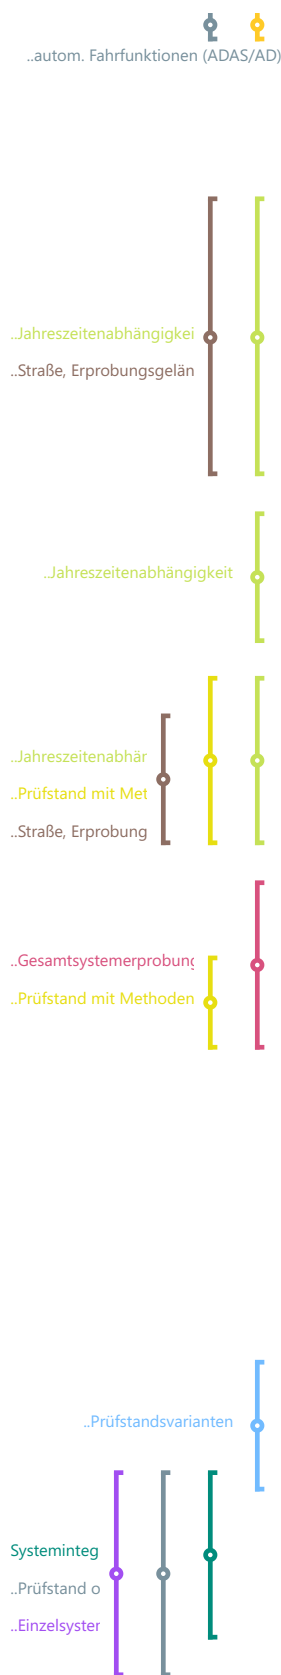 ..autom. Fahrfunktionen (ADAS/AD)
..Jahreszeitenabhängigkei
..Straße, Erprobungsgelän
..Jahreszeitenabhängigkeit
..Jahreszeitenabhär
..Prüfstand mit Met
..Straße, Erprobung
..Gesamtsystemerprobung
..Prüfstand mit Methoden
..Prüfstandsvarianten
Systeminteg
..Prüfstand o
..Einzelsyster